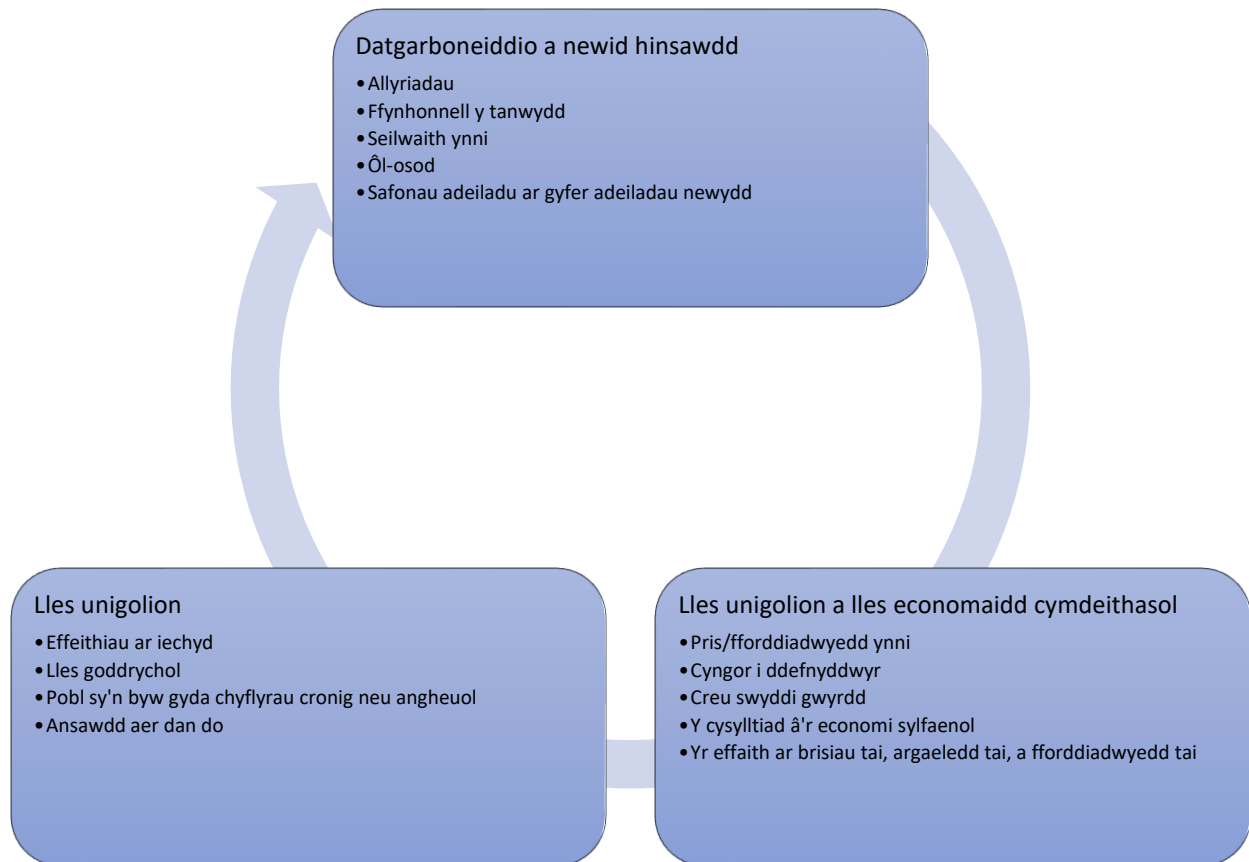 Datgarboneiddio a newid hinsawdd
•Allyriadau
•Ffynhonnell y tanwydd
•Seilwaith ynni
•Ôl-osod
•Safonau adeiladu ar gyfer adeiladau newydd
Lles unigolion a lles economaidd cymdeithasol
•Pris/fforddiadwyedd ynni
•Cyngor i ddefnyddwyr
•Creu swyddi gwyrdd
•Y cysylltiad â'r economi sylfaenol
•Yr effaith ar brisiau tai, argaeledd tai, a fforddiadwyedd tai
Lles unigolion
•Effeithiau ar iechyd
•Lles goddrychol
•Pobl sy'n byw gyda chyflyrau cronig neu angheuol
•Ansawdd aer dan do